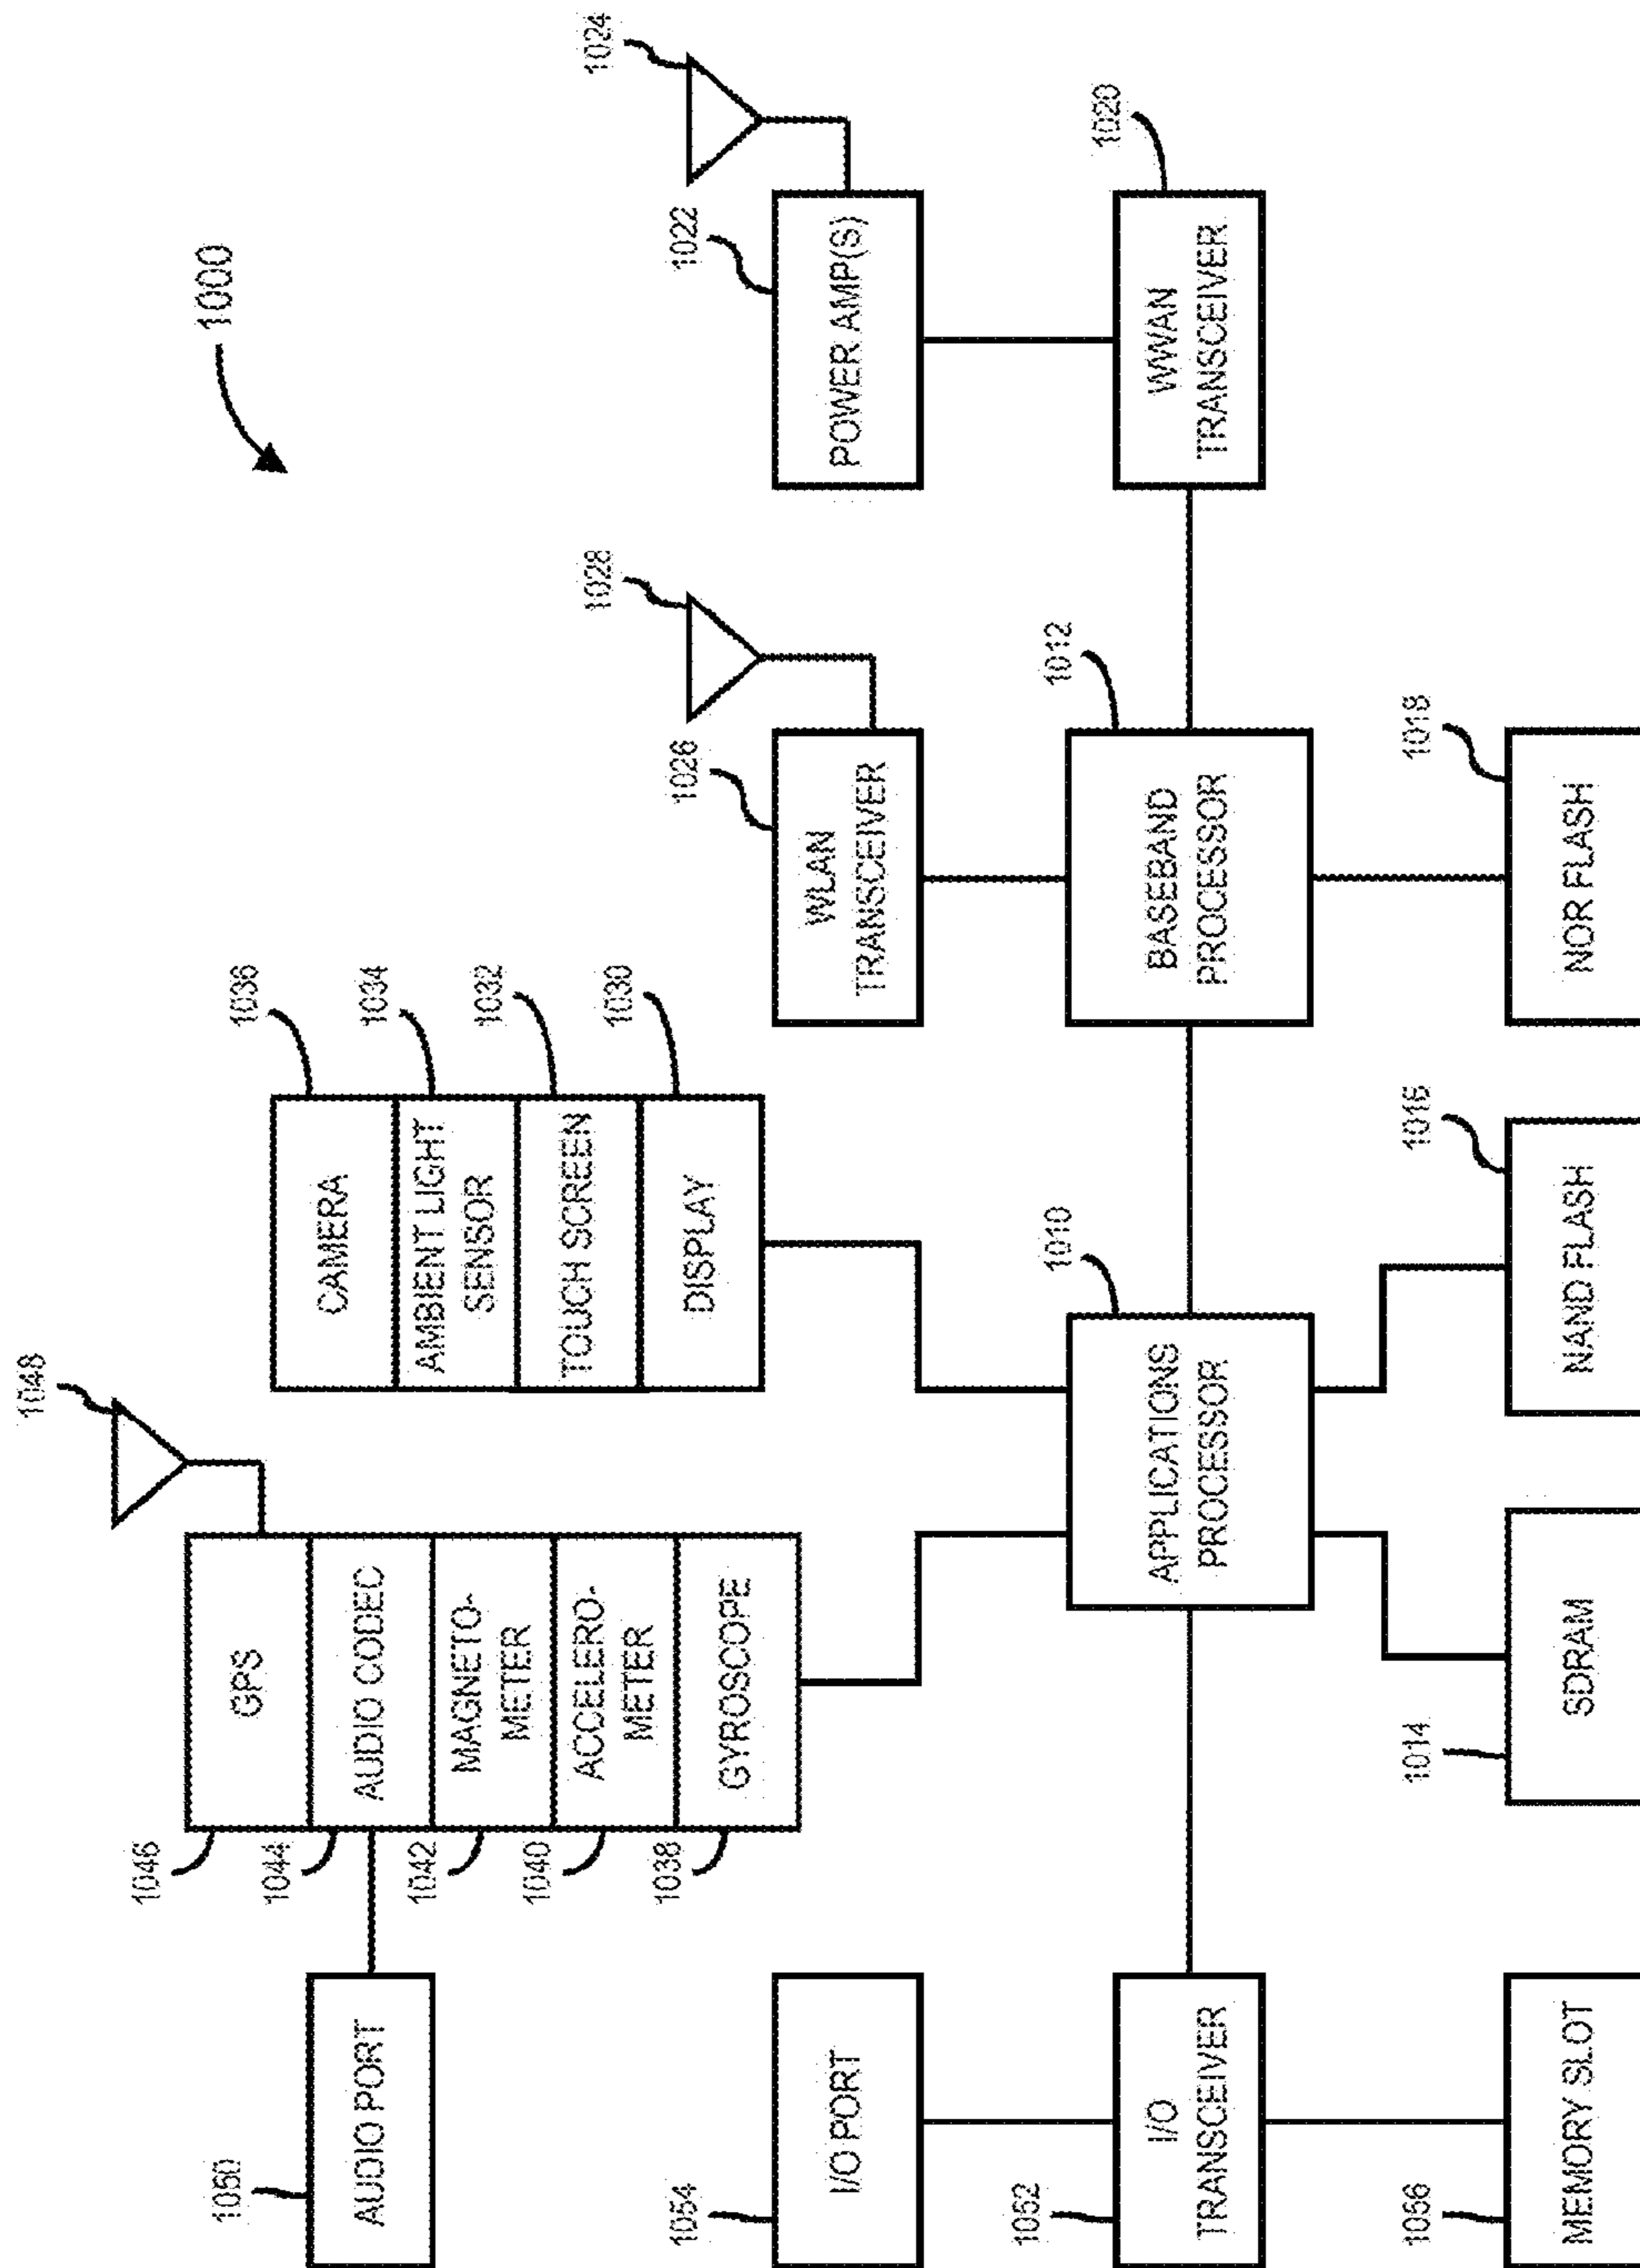 1000
1048
GPS
1046
AUDIO CODEC
1044
MAGNETO-
METER
1042
ACCELERO-
METER
1040
GYROSCOPE
1038
AUDIO PORT
1050
CAMERA
1036
AMBIENT LIGHT
SENSOR
1034
TOUCH SCREEN
1032
DISPLAY
1030
I/O PORT
1054
WLAN
TRANSCEIVER
1026
1028
POWER AMP(S)
1022
1024
I/O
TRANSCEIVER
1052
APPLICATIONS
PROCESSOR
1010
BASEBAND
PROCESSOR
1012
WWAN
TRANSCEIVER
1020
MEMORY SLOT
1056
SDRAM
1014
NAND FLASH
1016
NOR FLASH
1018